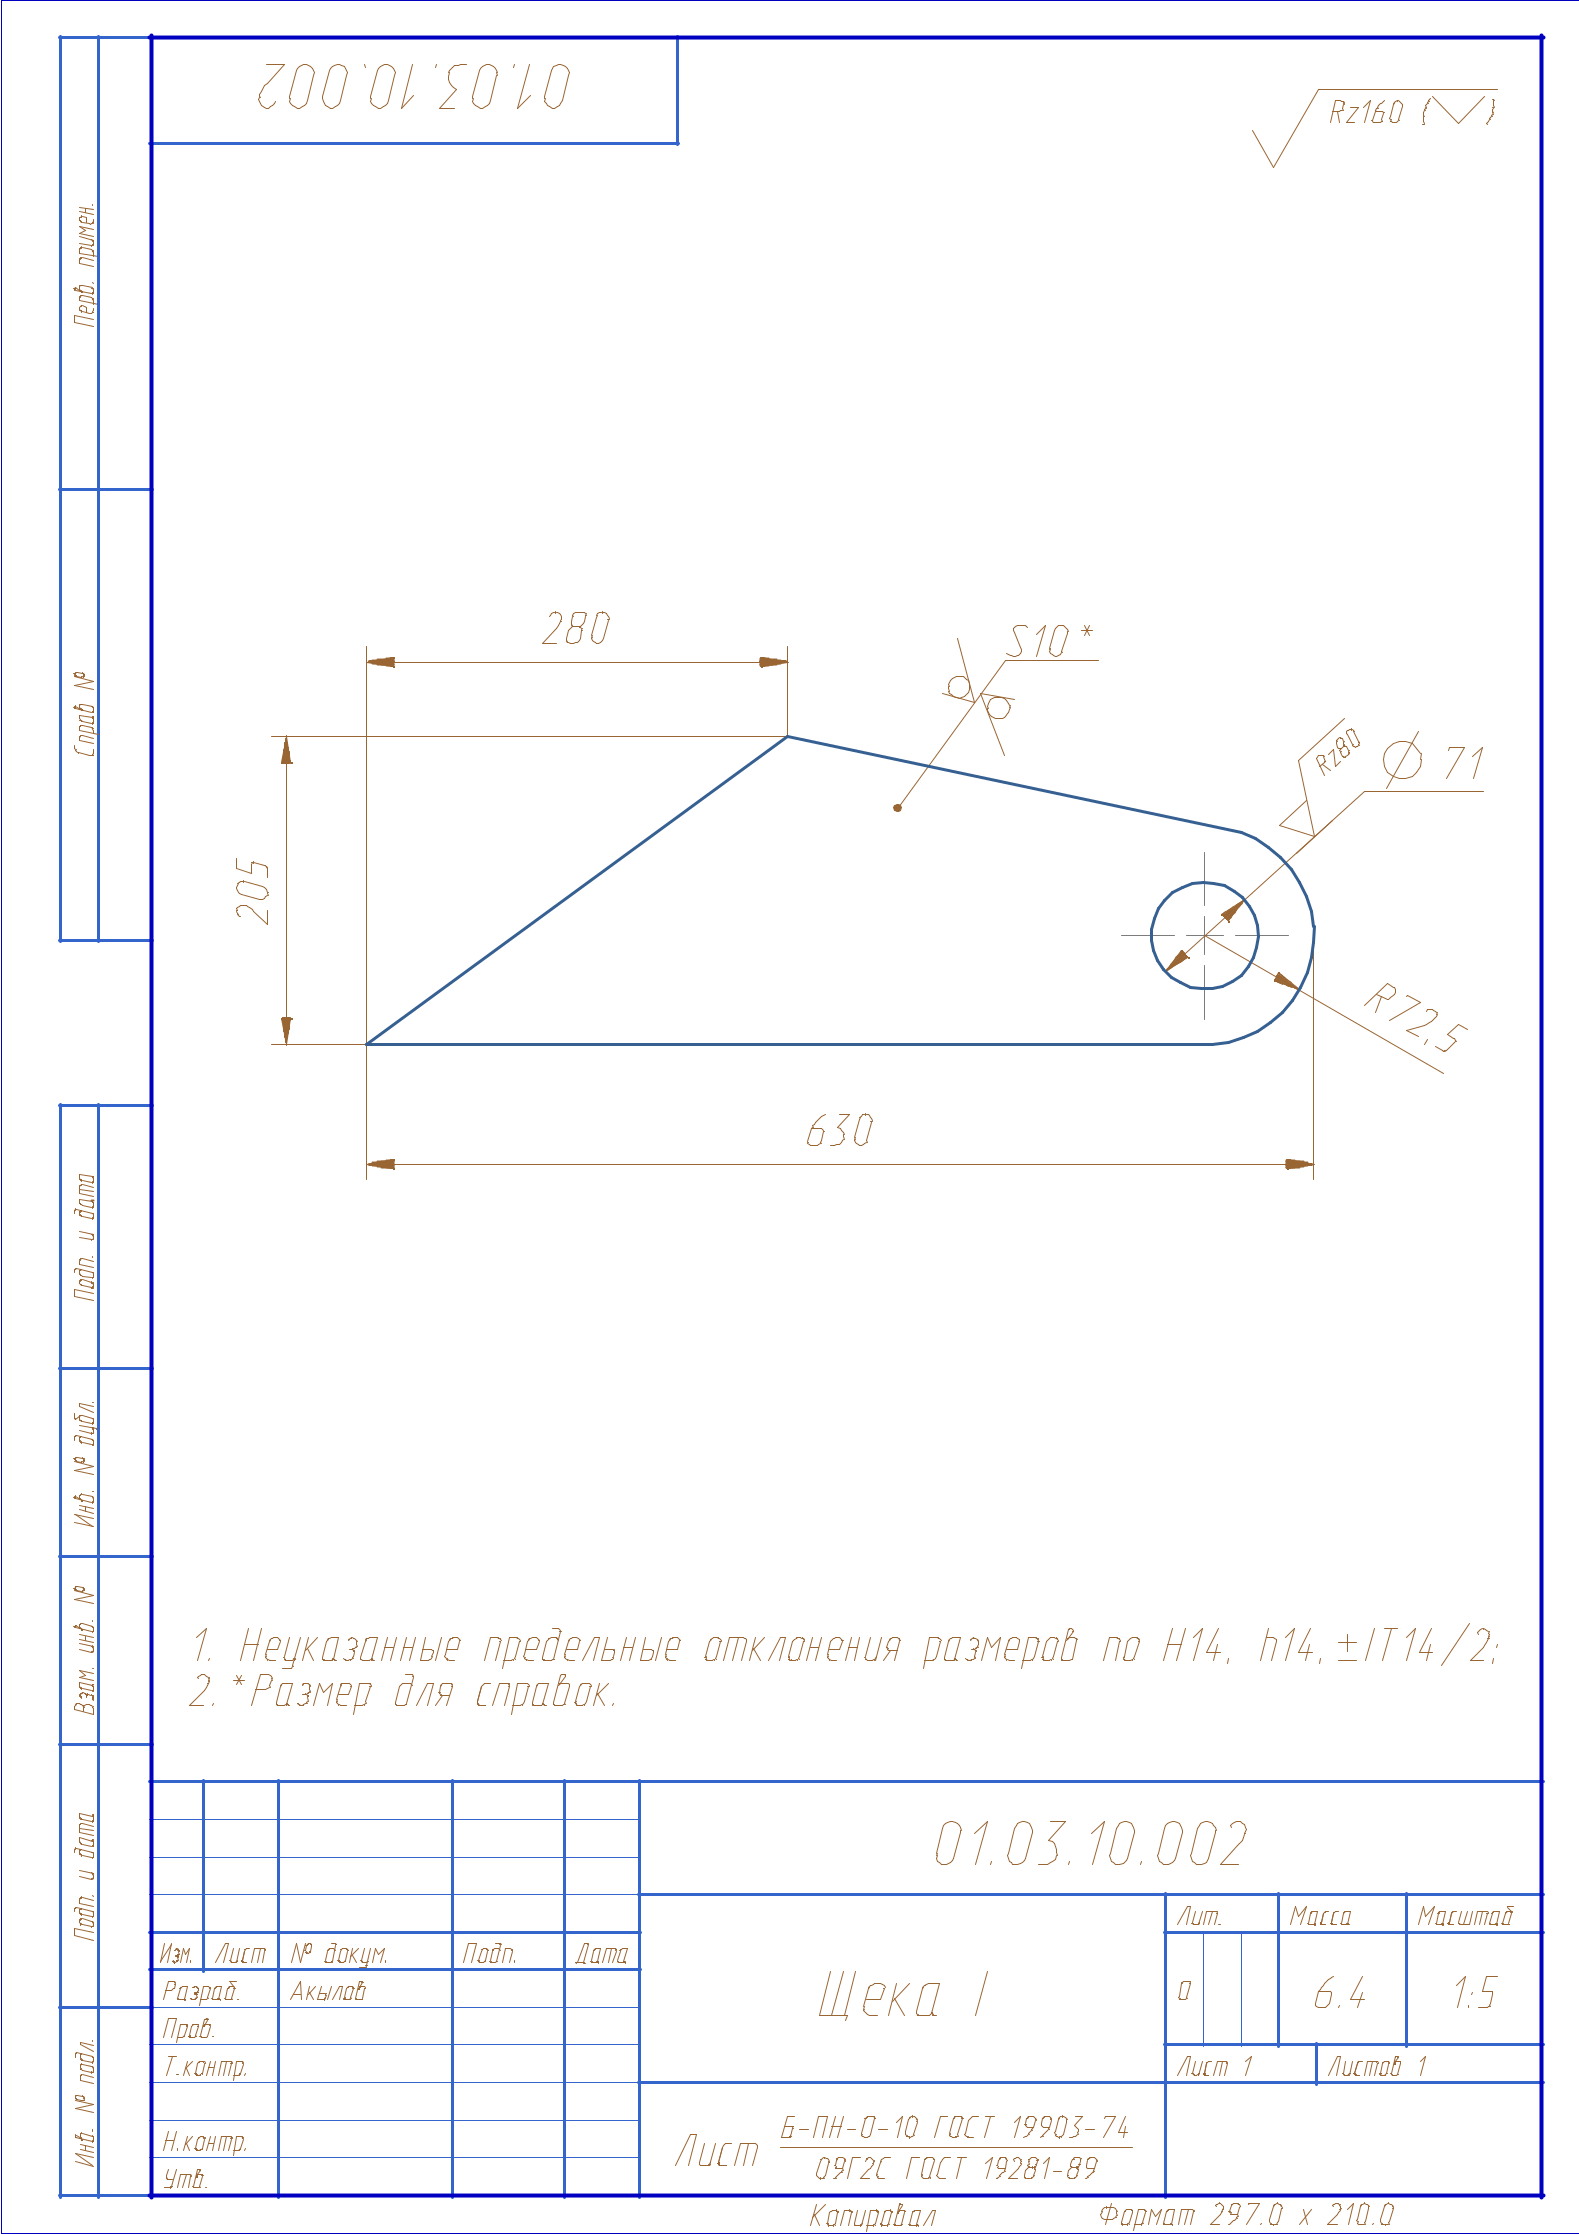 01.03.10.002
Rz160 (√)
Перв. примен.
Справ №
Подп. и дата
Инв. № дубл.
Взам. инв. №
Подп. и дата
Инв. № подл.
280
S10*
Rz80
⌀ 71
205
R72,5
630
1. Неуказанные предельные отклонения размеров по H14, h14, ±IT14/2;
2. *Размер для справок.
01.03.10.002
Лит. Масса Масштаб
Изм. Лист № докум. Подп. Дата
Разраб. Акылов
Щека I
о 6.4 1:5
Пров.
Т.контр.
Лист 1 Листов 1
Н.контр.
Утв.
Лист Б-ПН-О-10 ГОСТ 19903-74
09Г2С ГОСТ 19281-89
Копировал Формат 297.0 x 210.0